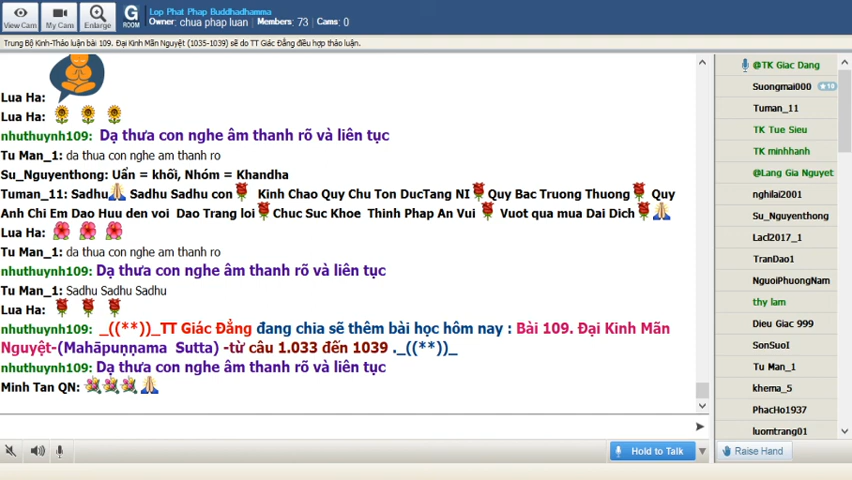 View Cam
My Cam
Enlarge
G
ROOM
Lop Phat Phap Buddhadhamma
Owner: chua phap luan Members: 73 Cams: 0
Trung Bộ Kinh-Thảo luận bài 109. Đại Kinh Mãn Nguyệt (1035-1039) sẽ do TT Giác Đẳng điều hợp thảo luận.
Lua Ha:
Lua Ha:
nhuthuynh109: Dạ thưa con nghe âm thanh rõ và liên tục
Tu Man_1: da thua con nghe am thanh ro
Su_Nguyenthong: Uẩn = khối, Nhóm = Khandha
Tuman_11: Sadhu Sadhu Sadhu con Kinh Chao Quy Chu Ton DucTang NI Quy Bac Truong Thuong Quy
Anh Chi Em Dao Huu den voi Dao Trang loi Chuc Suc Khoe Thinh Phap An Vui Vuot qua mua Dai Dich
Lua Ha:
Tu Man_1: da thua con nghe am thanh ro
nhuthuynh109: Dạ thưa con nghe âm thanh rõ và liên tục
Tu Man_1: Sadhu Sadhu Sadhu
Lua Ha:
nhuthuynh109: _((**))_TT Giác Đẳng đang chia sẽ thêm bài học hôm nay : Bài 109. Đại Kinh Mãn
Nguyệt-(Mahāpuṇṇama Sutta) -từ câu 1.033 đến 1039 ._((**))_
nhuthuynh109: Dạ thưa con nghe âm thanh rõ và liên tục
Minh Tan QN:
@TK Giac Dang
Suongmai000 10
Tuman_11
TK Tue Sieu
TK minhhanh
@Lang Gia Nguyet
nghilai2001
Su_Nguyenthong
Lacl2017_1
TranDao1
NguoiPhuongNam
thy lam
Dieu Giac 999
SonSuoI
Tu Man_1
khema_5
PhacHo1937
luomtrang01
Hold to Talk
Raise Hand